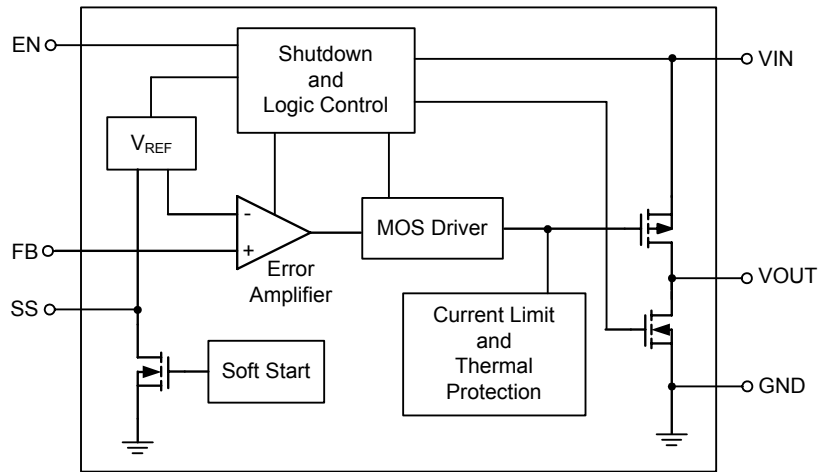 EN
Shutdown
and
Logic Control
VIN
VREF
-
MOS Driver
FB
+
Error
Amplifier
VOUT
SS
Current Limit
and
Thermal
Protection
Soft Start
GND